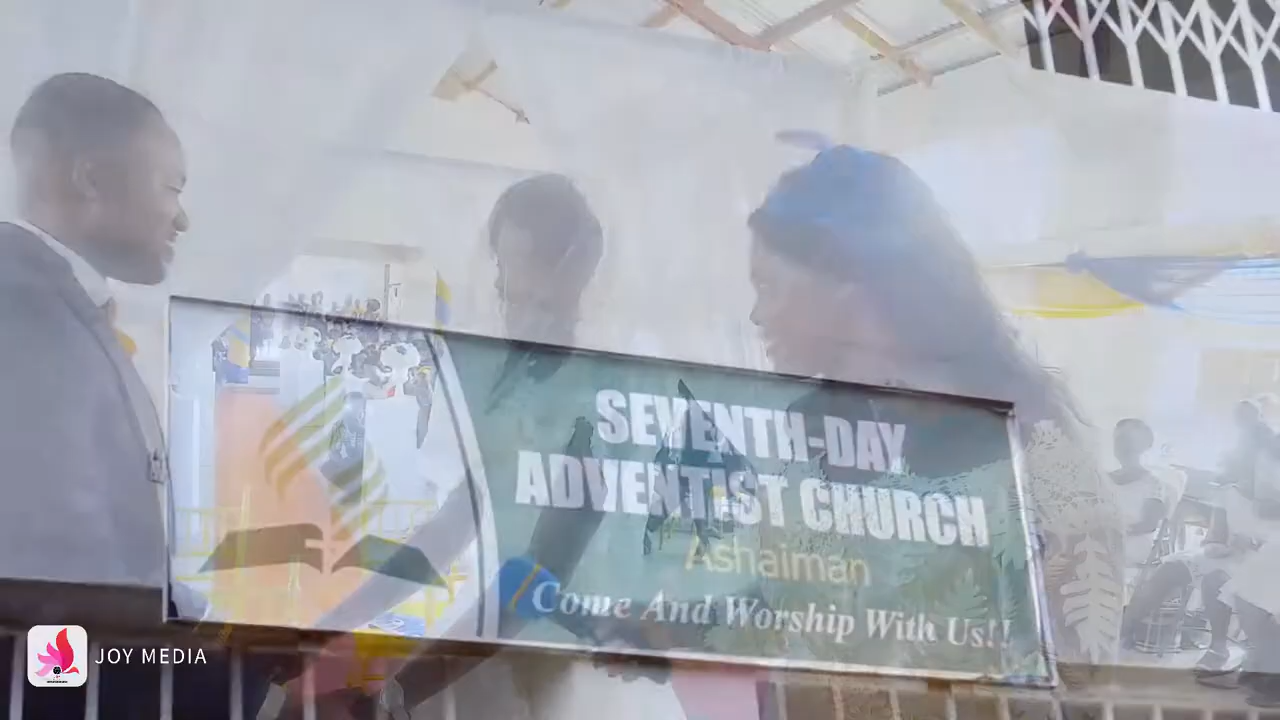 SEVENTH-DAY
ADVENTIST CHURCH
Ashaiman
Come And Worship With Us!!
JOY MEDIA